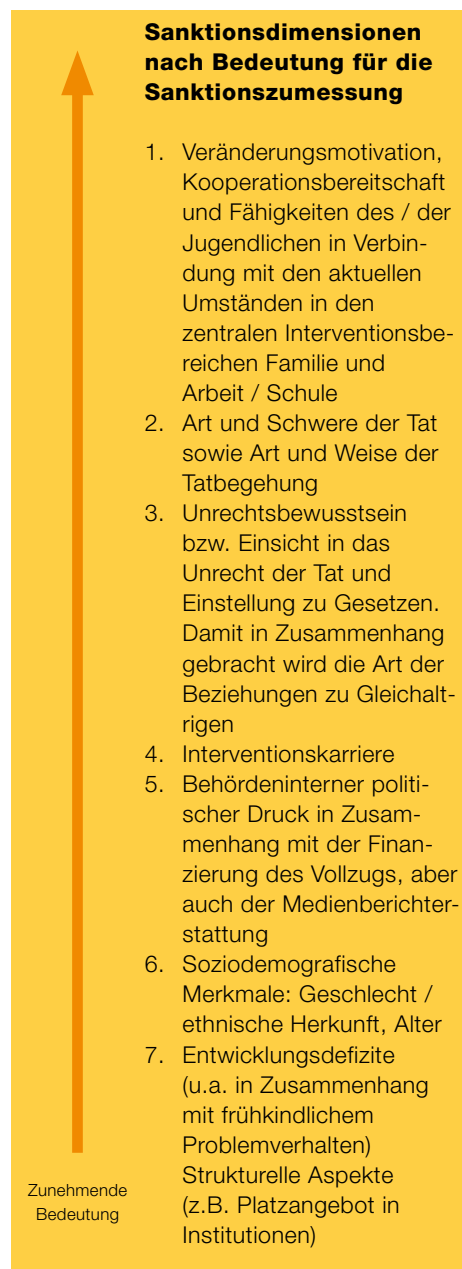 Sanktionsdimensionen
nach Bedeutung für die
Sanktionszumessung
1. Veränderungsmotivation,
Kooperationsbereitschaft
und Fähigkeiten des / der
Jugendlichen in Verbin-
dung mit den aktuellen
Umständen in den
zentralen Interventionsbe-
reichen Familie und
Arbeit / Schule
2. Art und Schwere der Tat
sowie Art und Weise der
Tatbegehung
3. Unrechtsbewusstsein
bzw. Einsicht in das
Unrecht der Tat und
Einstellung zu Gesetzen.
Damit in Zusammenhang
gebracht wird die Art der
Beziehungen zu Gleichalt-
rigen
4. Interventionskarriere
5. Behördeninterner politi-
scher Druck in Zusam-
menhang mit der Finan-
zierung des Vollzugs, aber
auch der Medienberichter-
stattung
6. Soziodemografische
Merkmale: Geschlecht /
ethnische Herkunft, Alter
7. Entwicklungsdefizite
(u.a. in Zusammenhang
mit frühkindlichem
Problemverhalten)
Strukturelle Aspekte
(z.B. Platzangebot in
Institutionen)
Zunehmende
Bedeutung